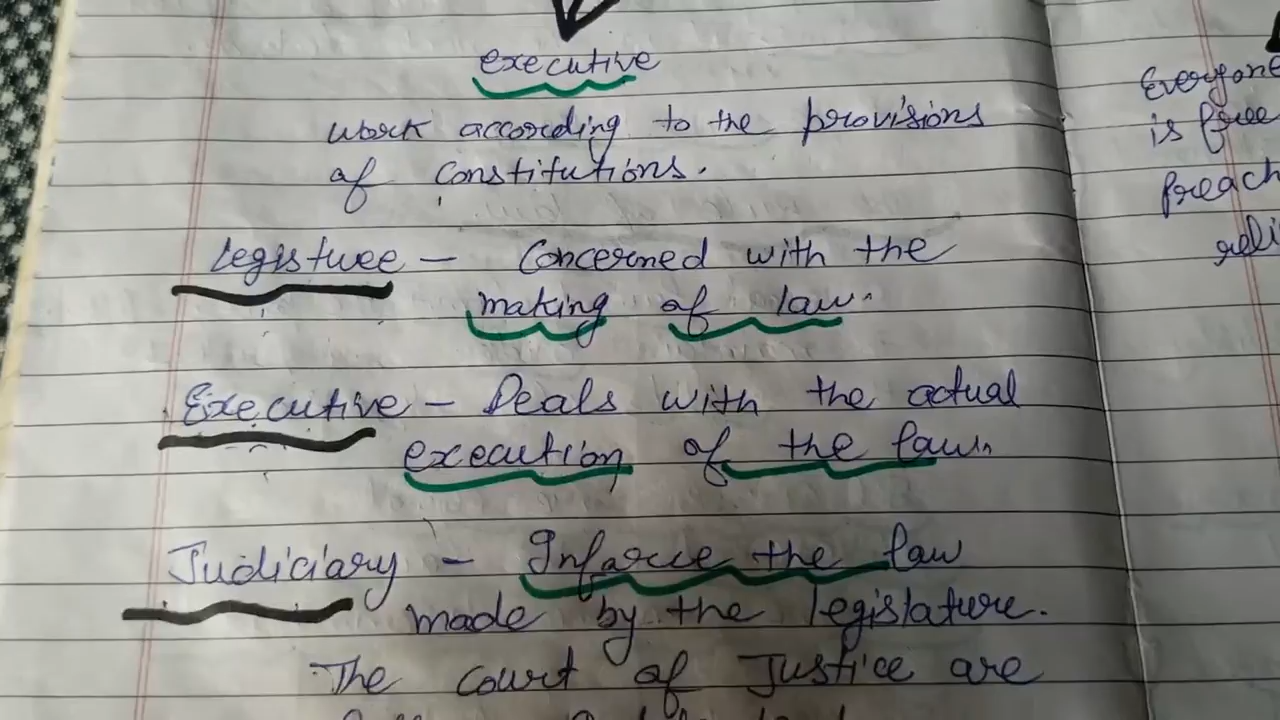 executive
work according to the provisions
of constitutions.
Legistuee - Concerned with the
making of law.
Executive - Deals with the actual
execution of the law.
Judiciary - Inforce the law
made by the legislature.
The court of Justice are
Everyone
is free
preach
reli